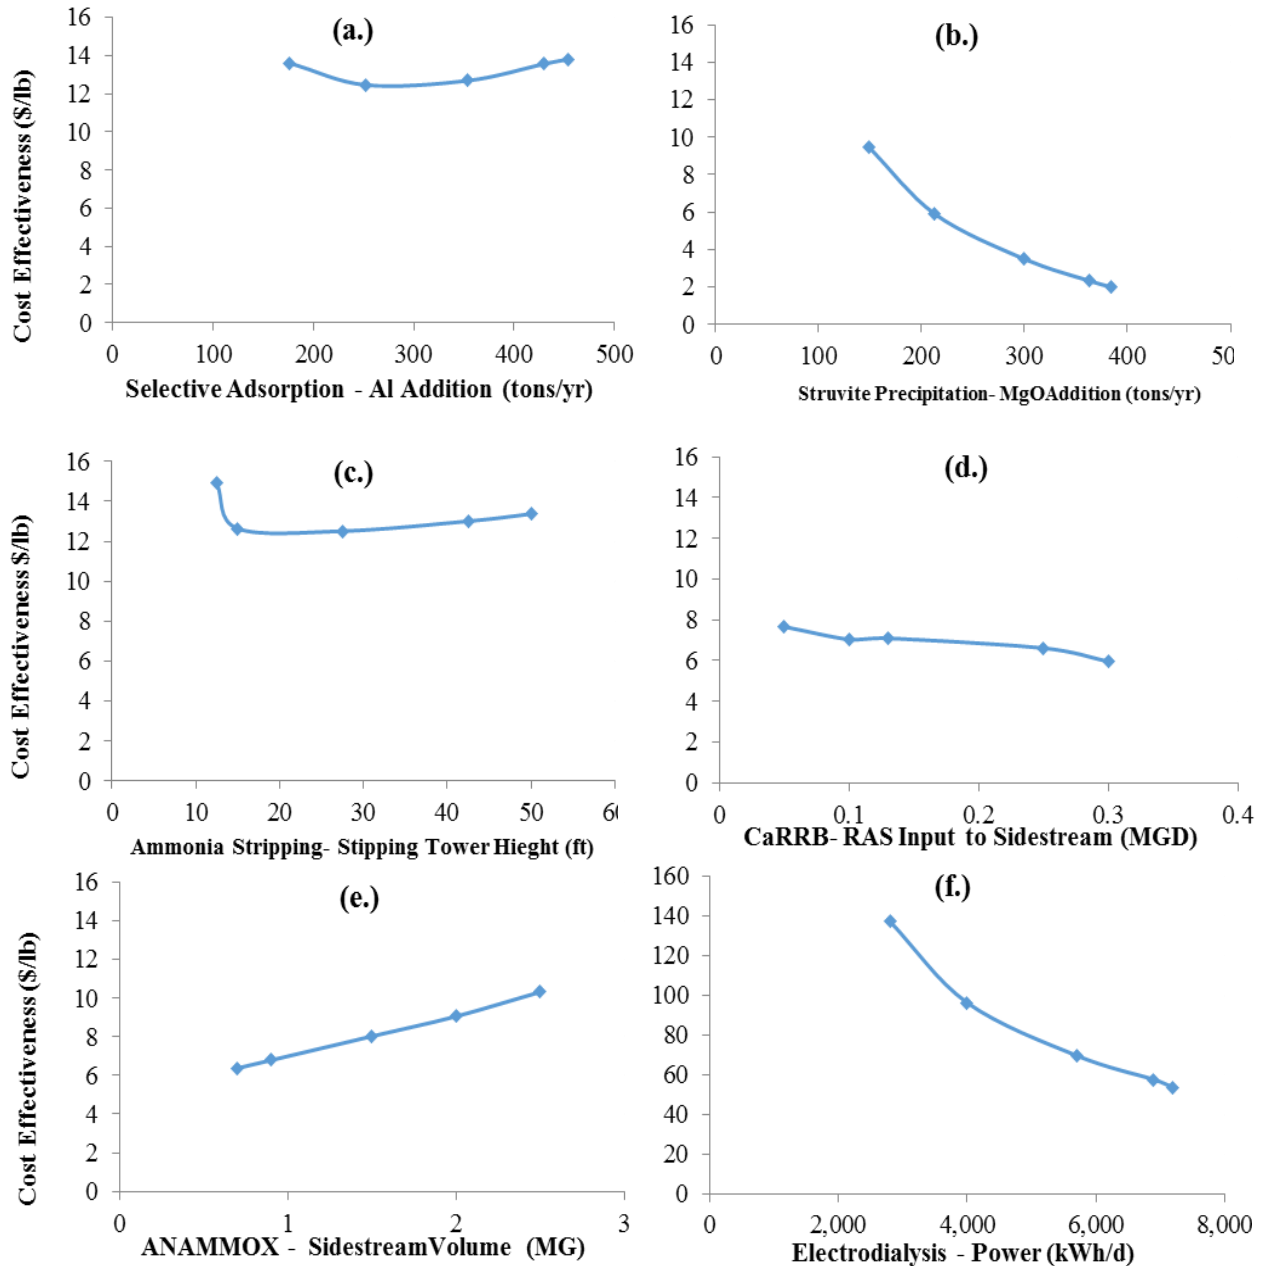 (a.)
Cost Effectiveness ($/lb)
16
14
12
10
8
6
4
2
0
0 100 200 300 400 500
Selective Adsorption - Al Addition (tons/yr)
(b.)
16
14
12
10
8
6
4
2
0
0 100 200 300 400 50
Struvite Precipitation- MgOAddition (tons/yr)
(c.)
Cost Effectiveness $/lb)
16
14
12
10
8
6
4
2
0
0 10 20 30 40 50 60
Ammonia Stripping- Stipping Tower Hieght (ft)
(d.)
16
14
12
10
8
6
4
2
0
0 0.1 0.2 0.3 0.4
CaRRB- RAS Input to Sidestream (MGD)
(e.)
Cost Effectiveness ($/lb)
16
14
12
10
8
6
4
2
0
0 1 2 3
ANAMMOX - SidestreamVolume (MG)
(f.)
160
140
120
100
80
60
40
20
0
0 2,000 4,000 6,000 8,000
Electrodialysis - Power (kWh/d)